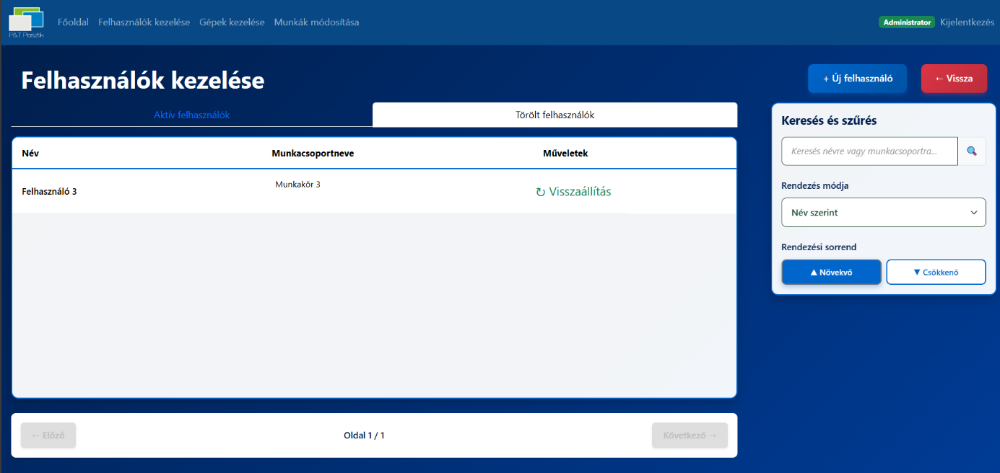 P&T Plasztik
Főoldal Felhasználók kezelése Gépek kezelése Munkák módosítása Administrator Kijelentkezés
Felhasználók kezelése
+ Új felhasználó ← Vissza
Aktív felhasználók Törölt felhasználók
Név Munkacsoportneve Műveletek
Felhasználó 3 Munkakör 3 ↻ Visszaállítás
← Előző Oldal 1 / 1 Következő →
Keresés és szűrés
Keresés névre vagy munkacsoportra...
Rendezés módja
Név szerint
Rendezési sorrend
▲ Növekvő ▼ Csökkenő